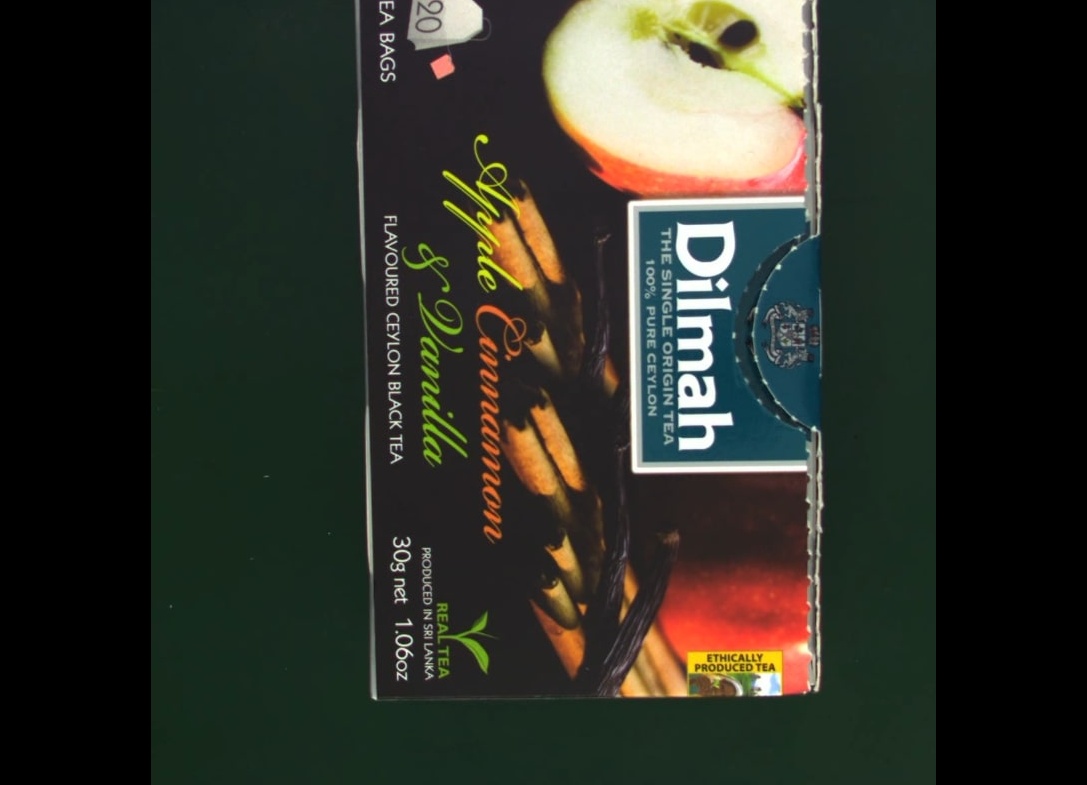 Dilmah
THE SINGLE ORIGIN TEA
100% PURE CEYLON
Apple Cinnamon
& Vanilla
FLAVOURED CEYLON BLACK TEA
20
EA BAGS
REAL TEA
PRODUCED IN SRI LANKA
30g net 1.06oz
ETHICALLY
PRODUCED TEA